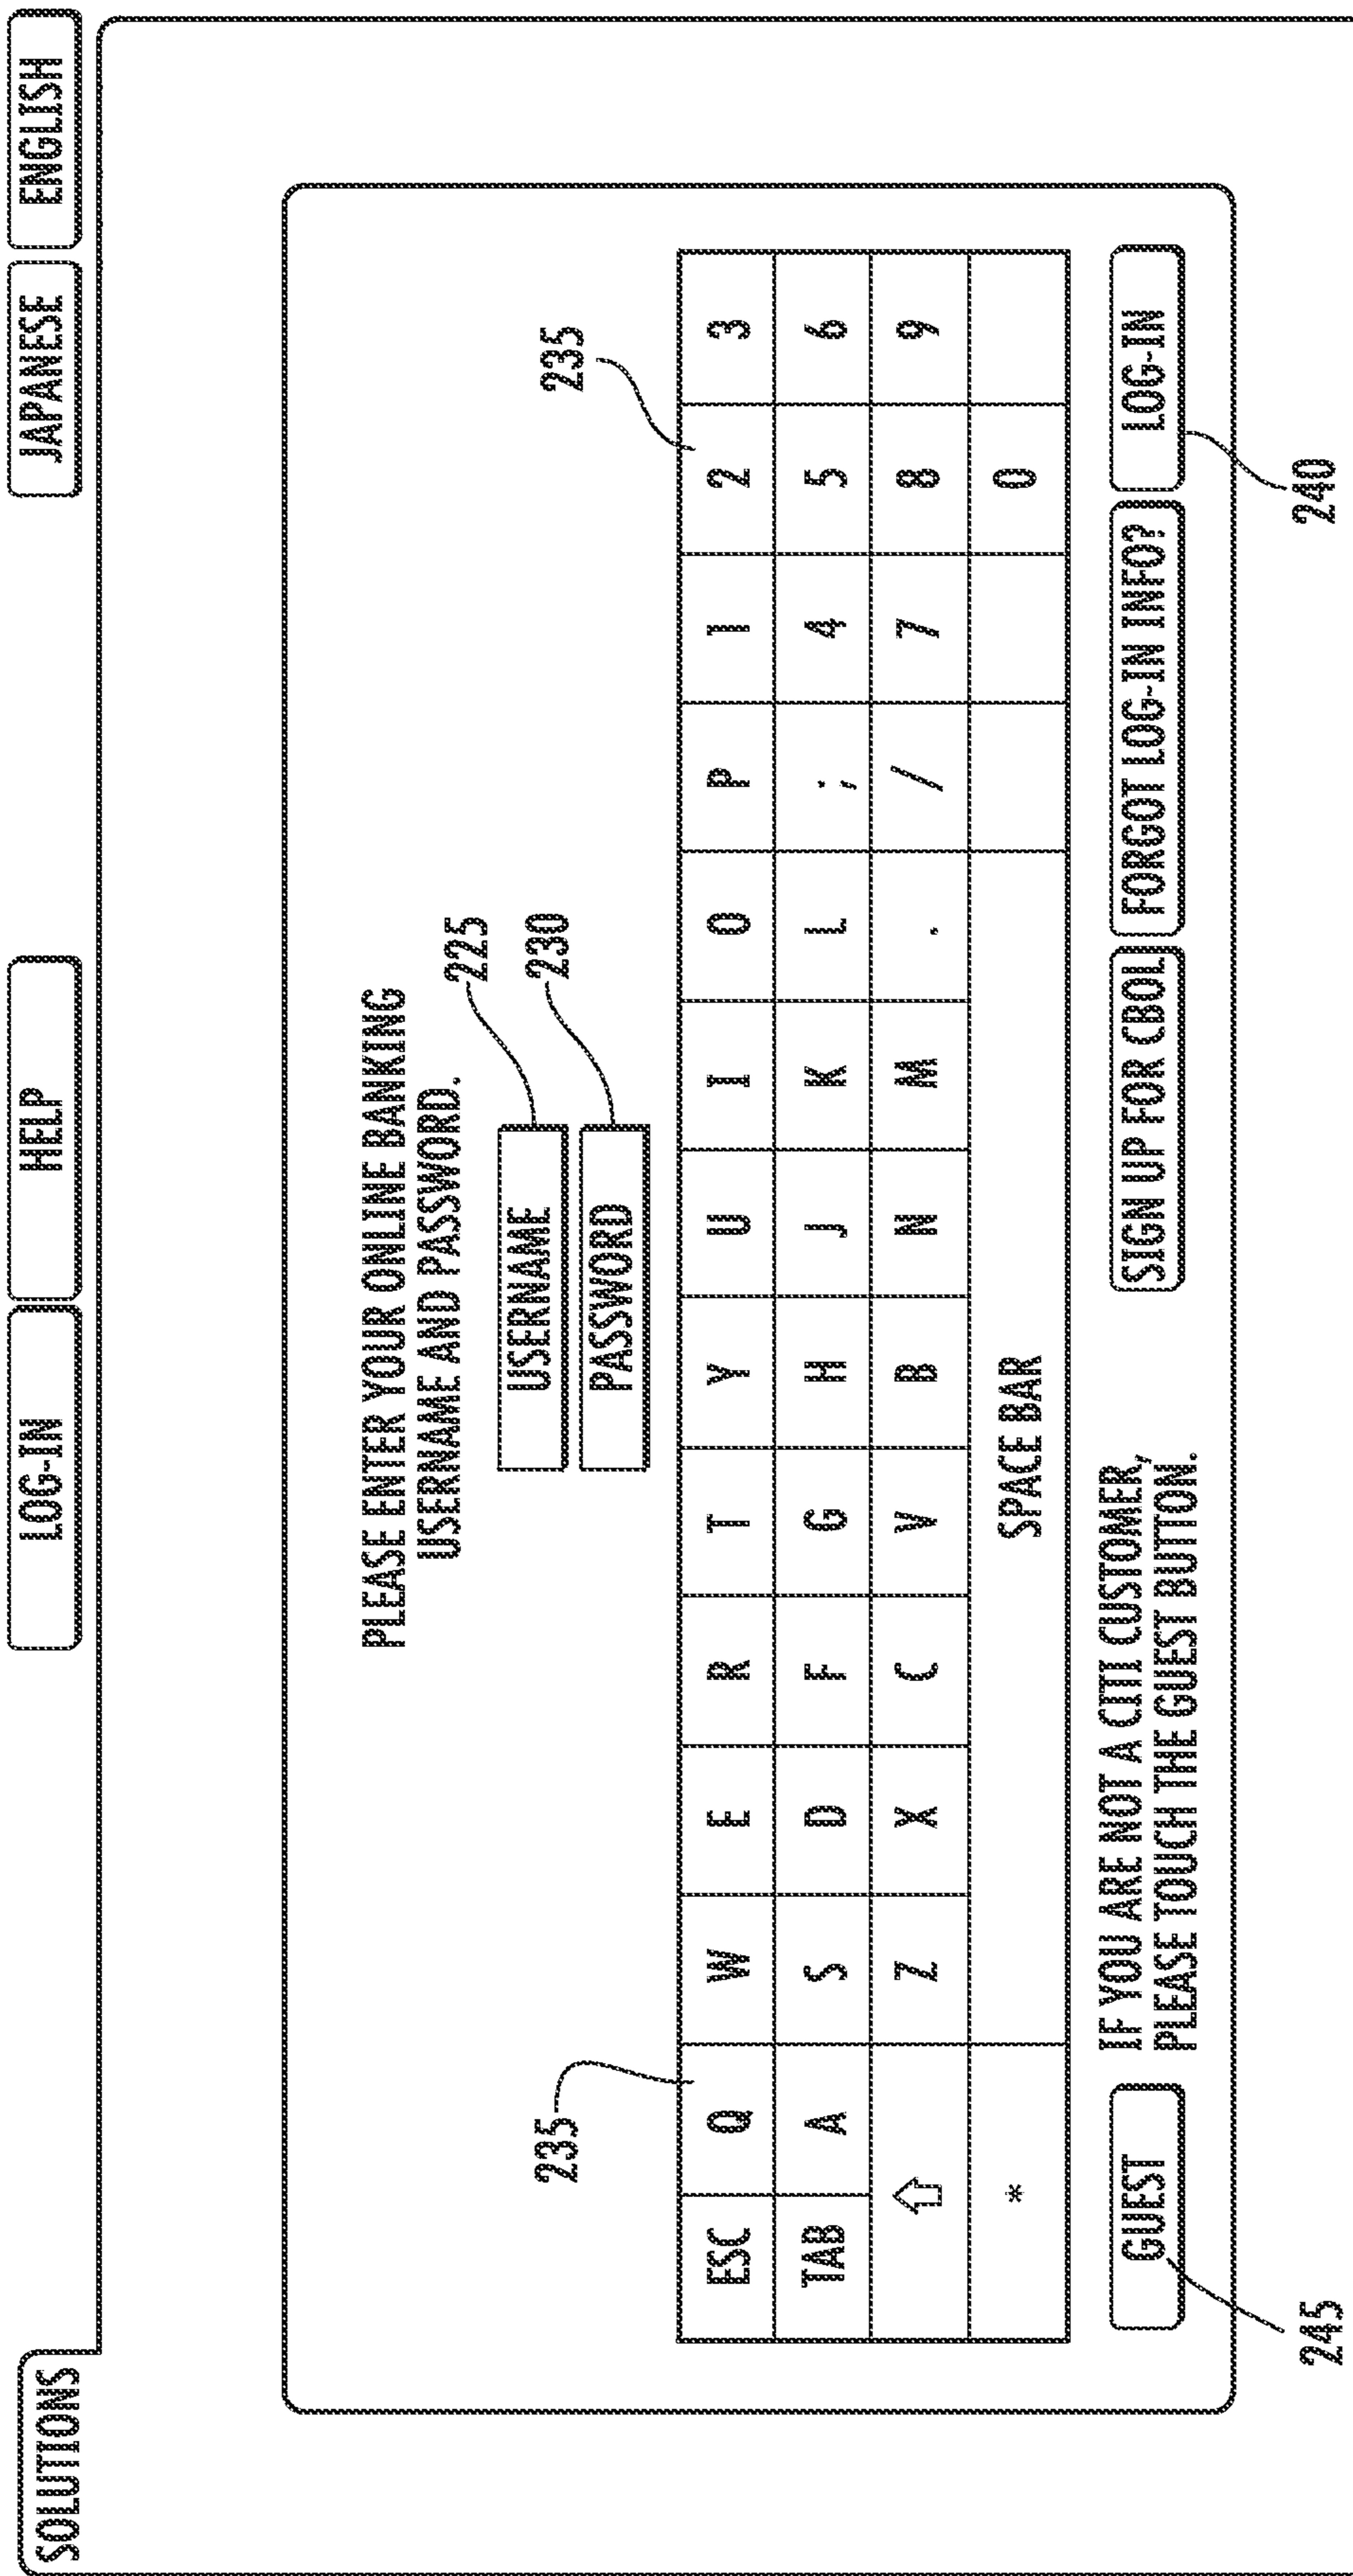 SOLUTIONS
LOG-IN HELP JAPANESE ENGLISH
PLEASE ENTER YOUR ONLINE BANKING
USERNAME AND PASSWORD.
USERNAME 225
PASSWORD 230
235 235
ESC Q W E R T Y U I O P 1 2 3
TAB A S D F G H J K L ; 4 5 6
⇧ Z X C V B N M . / 7 8 9
* SPACE BAR 0
GUEST IF YOU ARE NOT A CITI CUSTOMER,
PLEASE TOUCH THE GUEST BUTTON.
SIGN UP FOR CBOL FORGOT LOG-IN INFO? LOG-IN
245 240